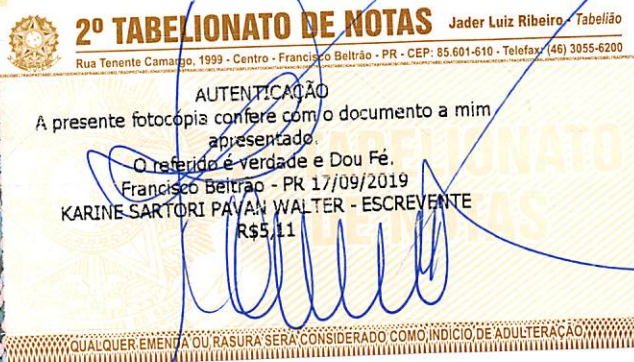 2º TABELIONATO DE NOTAS Jader Luiz Ribeiro - Tabelião
Rua Tenente Camargo, 1999 - Centro - Francisco Beltrão - PR - CEP: 85.601-610 - Telefax: (46) 3055-6200
AUTENTICAÇÃO
A presente fotocópia confere com o documento a mim
apresentado.
O referido é verdade e Dou Fé.
Francisco Beltrao - PR 17/09/2019
KARINE SARTORI PAVAN WALTER - ESCREVENTE
R$5,11
QUALQUER EMENDA OU RASURA SERÁ CONSIDERADO COMO INDÍCIO DE ADULTERAÇÃO